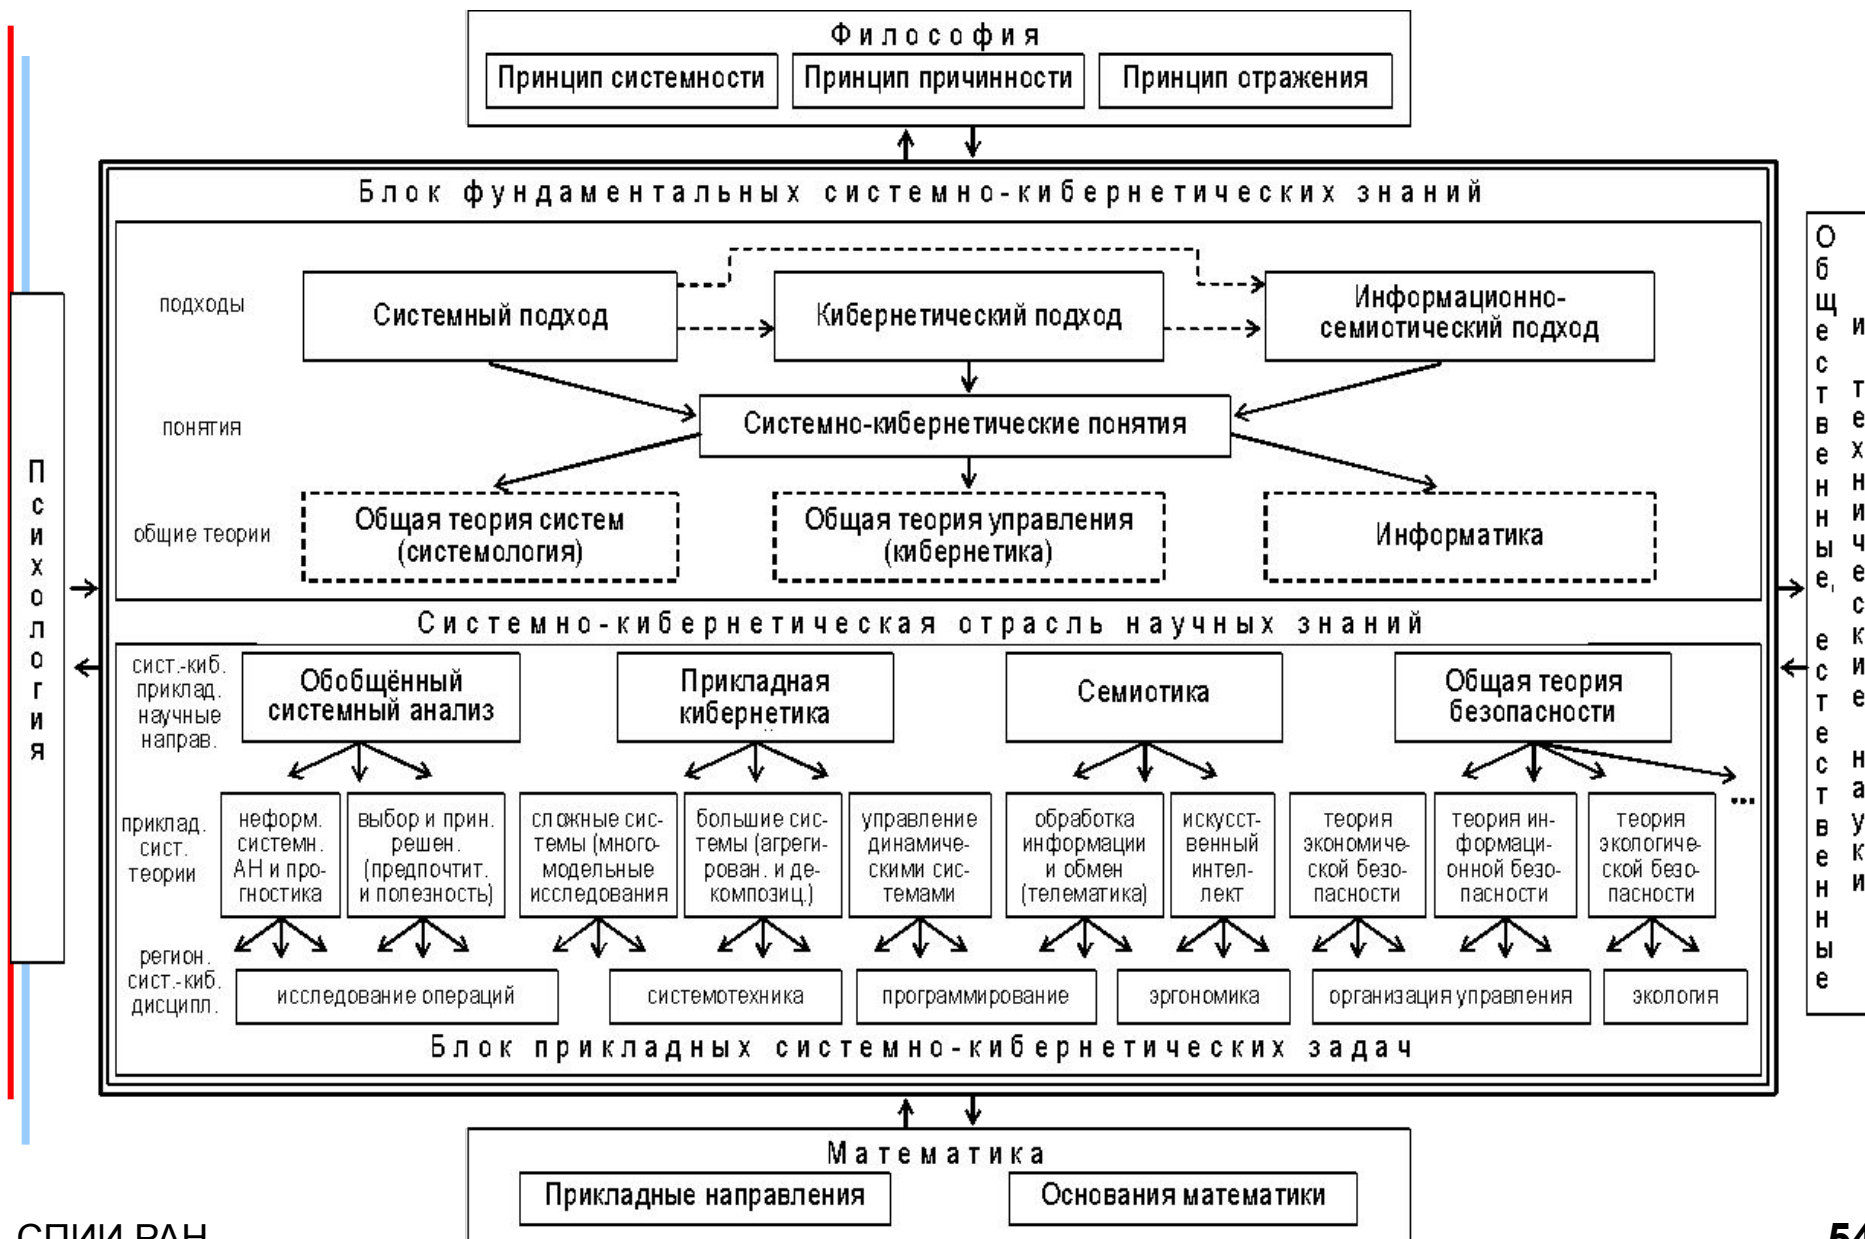 Философия
Принцип системности
Принцип причинности
Принцип отражения
Блок фундаментальных системно-кибернетических знаний
подходы
Системный подход
Кибернетический подход
Информационно-
семиотический подход
понятия
Системно-кибернетические понятия
общие теории
Общая теория систем
(системология)
Общая теория управления
(кибернетика)
Информатика
Психология
Общественные, естественные
и технические науки
Системно-кибернетическая отрасль научных знаний
сист.-киб.
приклад.
научные
направ.
Обобщённый
системный анализ
Прикладная
кибернетика
Семиотика
Общая теория
безопасности
приклад.
сист.
теории
неформ.
системн.
АН и про-
гностика
выбор и прин.
решен.
(предпочтит.
и полезность)
сложные сис-
темы (много-
модельные
исследования
большие сис-
темы (агреги-
рован. и де-
композиц.)
управление
динамиче-
скими сис-
темами
обработка
информации
и обмен
(телематика)
искусст-
венный
интел-
лект
теория
экономиче-
ской безо-
пасности
теория ин-
формаци-
онной безо-
пасности
теория
экологиче-
ской безо-
пасности
...
регион.
сист.-киб.
дисципл.
исследование операций
системотехника
программирование
эргономика
организация управления
экология
Блок прикладных системно-кибернетических задач
Математика
Прикладные направления
Основания математики
СПИИ РАН
54